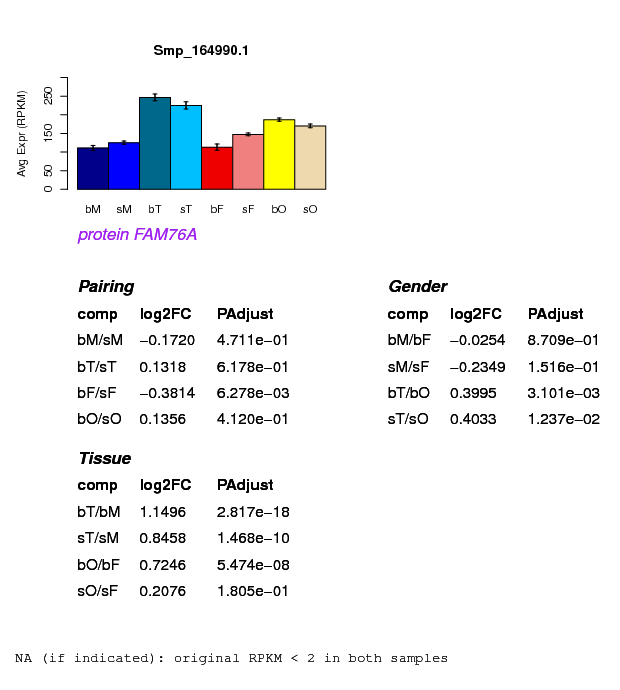 Smp_164990.1
Avg Expr (RPKM)
250
150
50
0
bM sM bT sT bF sF bO sO
protein FAM76A
Pairing
comp log2FC PAdjust
bM/sM −0.1720 4.711e−01
bT/sT 0.1318 6.178e−01
bF/sF −0.3814 6.278e−03
bO/sO 0.1356 4.120e−01
Gender
comp log2FC PAdjust
bM/bF −0.0254 8.709e−01
sM/sF −0.2349 1.516e−01
bT/bO 0.3995 3.101e−03
sT/sO 0.4033 1.237e−02
Tissue
comp log2FC PAdjust
bT/bM 1.1496 2.817e−18
sT/sM 0.8458 1.468e−10
bO/bF 0.7246 5.474e−08
sO/sF 0.2076 1.805e−01
NA (if indicated): original RPKM < 2 in both samples